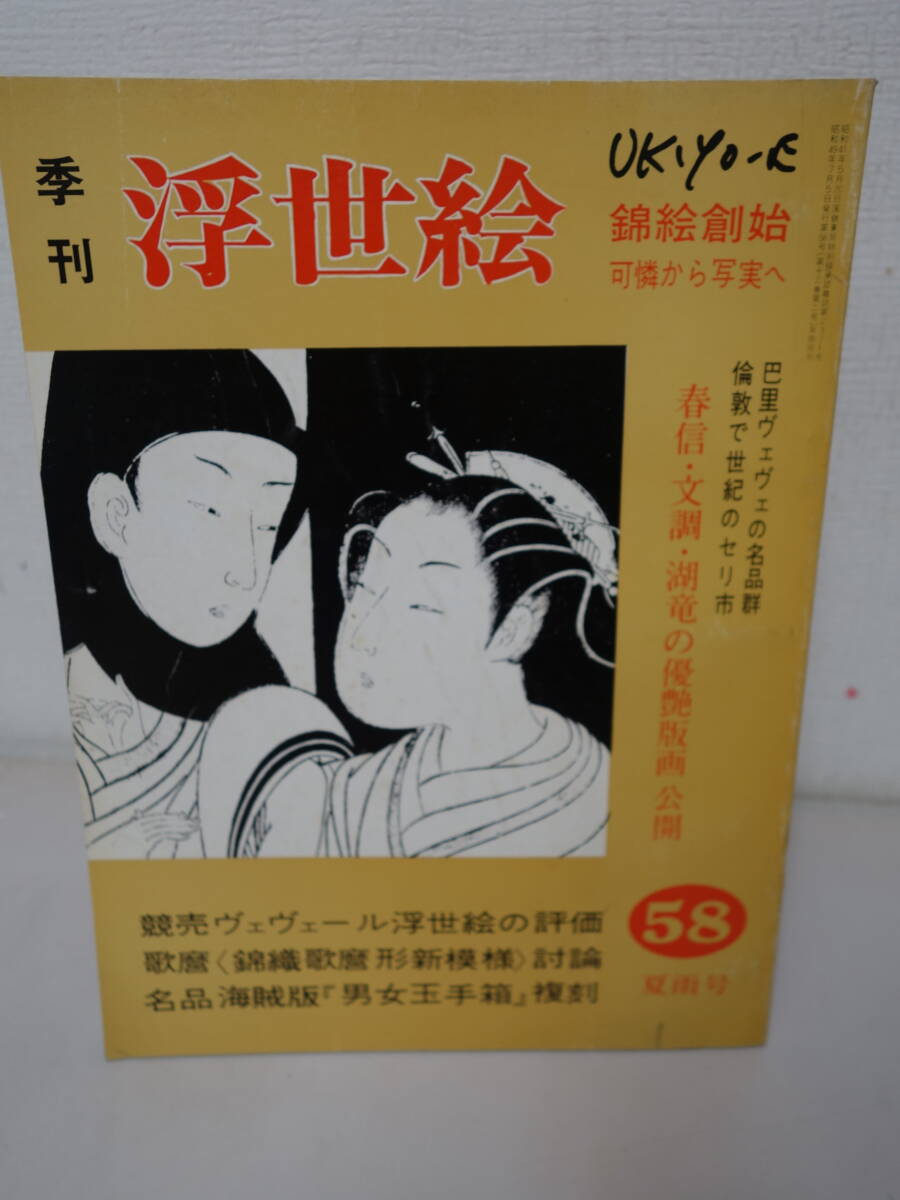 季刊
浮世絵
UKIYO-E
錦絵創始
可憐から写実へ
巴里ヴェヴェの名品群
倫敦で世紀のセリ市
春信・文調・湖竜の優艶版画公開
58
夏雨号
競売ヴェヴェール浮世絵の評価
歌麿〈錦織歌麿形新模様〉討論
名品海賊版『男女玉手箱』複刻